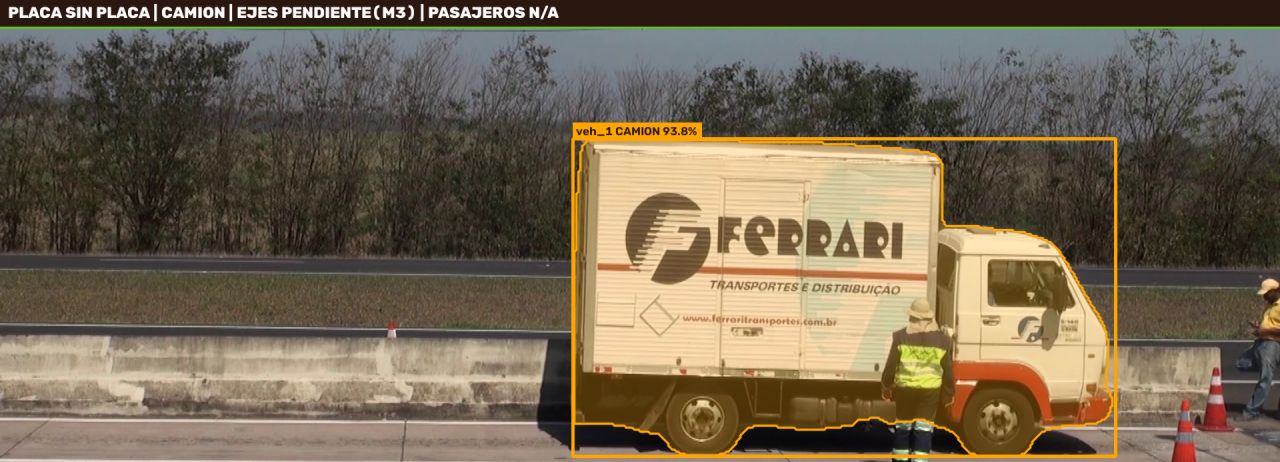 PLACA SIN PLACA | CAMION | EJES PENDIENTE(M3) | PASAJEROS N/A
veh_1 CAMION 93.8%
FERRARI
TRANSPORTES E DISTRIBUIÇÃO
www.ferraritransportes.com.br